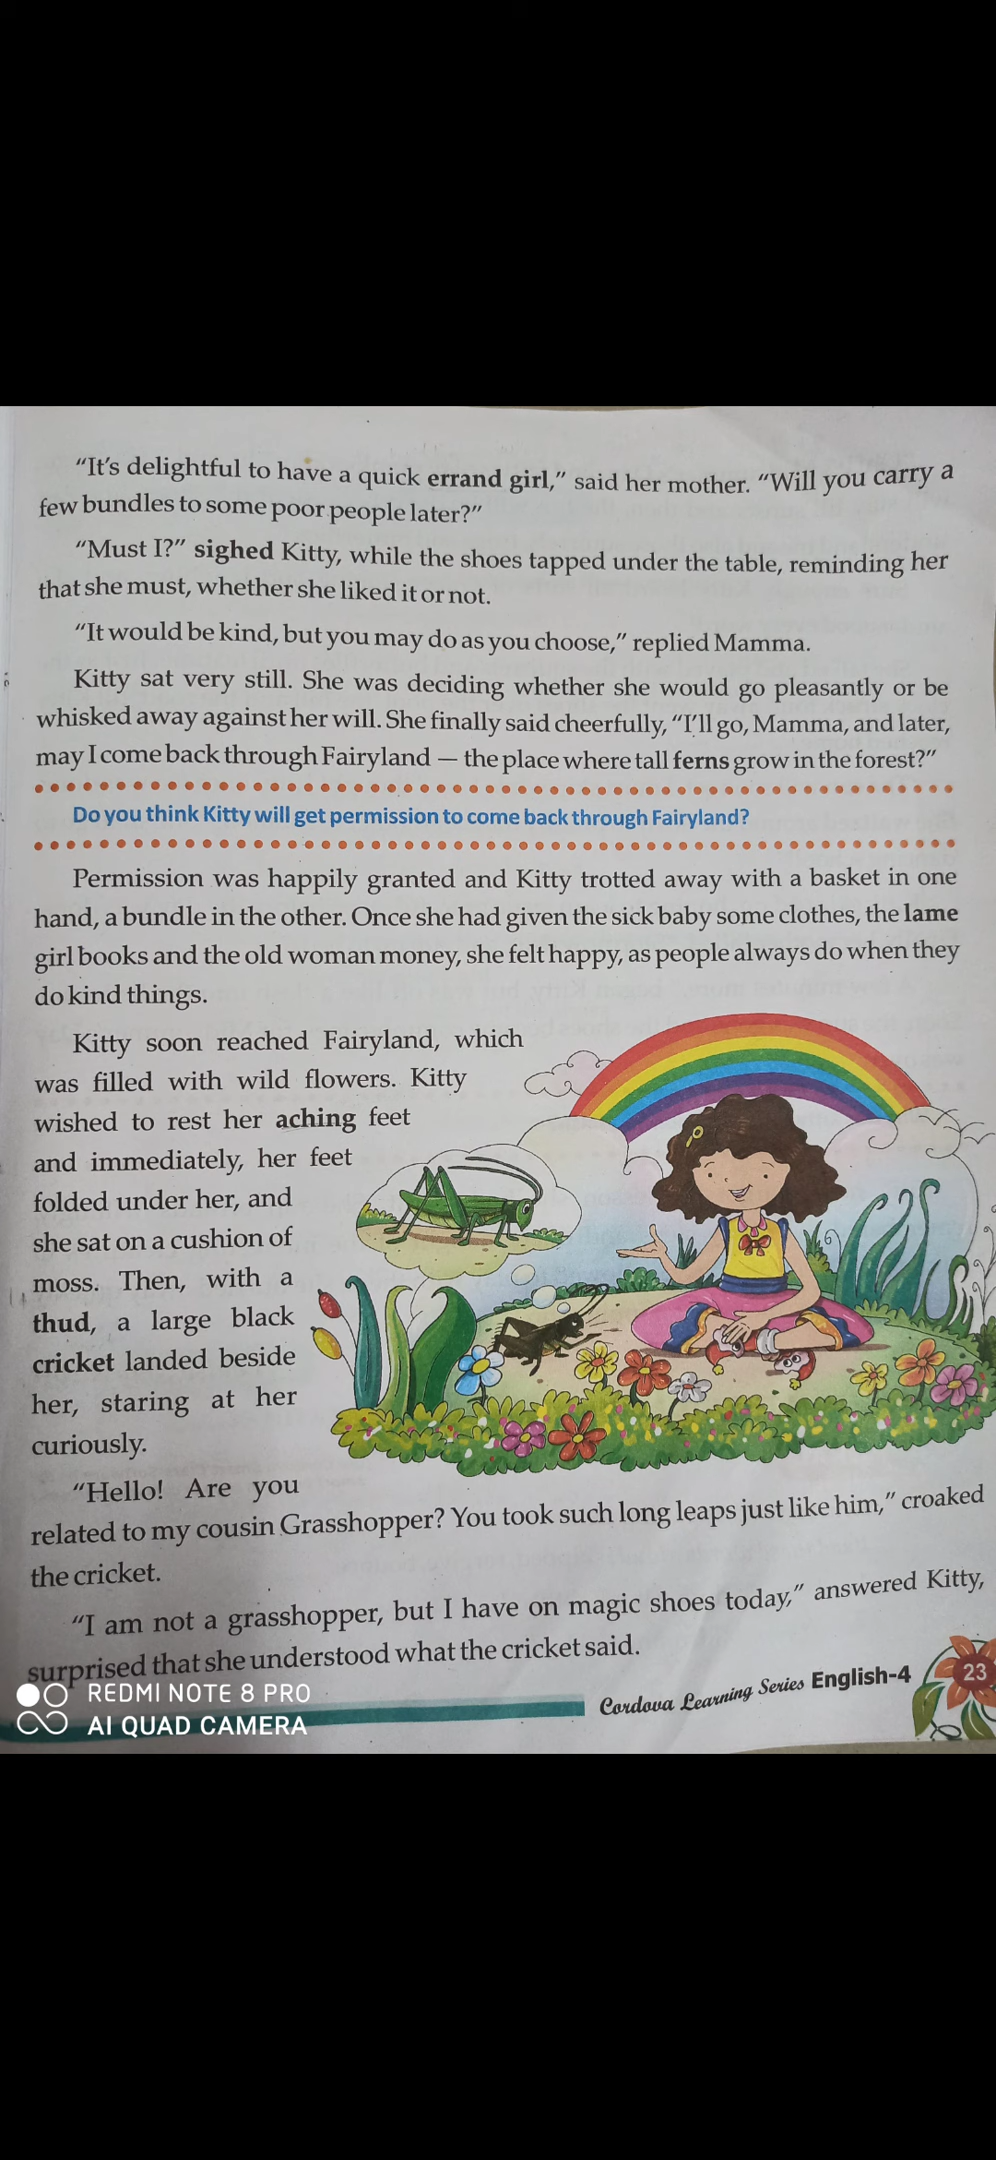 “It’s delightful to have a quick errand girl,” said her mother. “Will you carry a
few bundles to some poor people later?”
“Must I?” sighed Kitty, while the shoes tapped under the table, reminding her
that she must, whether she liked it or not.
“It would be kind, but you may do as you choose,” replied Mamma.
Kitty sat very still. She was deciding whether she would go pleasantly or be
whisked away against her will. She finally said cheerfully, “I’ll go, Mamma, and later,
may I come back through Fairyland — the place where tall ferns grow in the forest?”
Do you think Kitty will get permission to come back through Fairyland?
Permission was happily granted and Kitty trotted away with a basket in one
hand, a bundle in the other. Once she had given the sick baby some clothes, the lame
girl books and the old woman money, she felt happy, as people always do when they
do kind things.
Kitty soon reached Fairyland, which
was filled with wild flowers. Kitty
wished to rest her aching feet
and immediately, her feet
folded under her, and
she sat on a cushion of
moss. Then, with a
thud, a large black
cricket landed beside
her, staring at her
curiously.
“Hello! Are you
related to my cousin Grasshopper? You took such long leaps just like him,” croaked
the cricket.
“I am not a grasshopper, but I have on magic shoes today,” answered Kitty,
surprised that she understood what the cricket said.
Cordova Learning Series English-4
23
REDMI NOTE 8 PRO
AI QUAD CAMERA